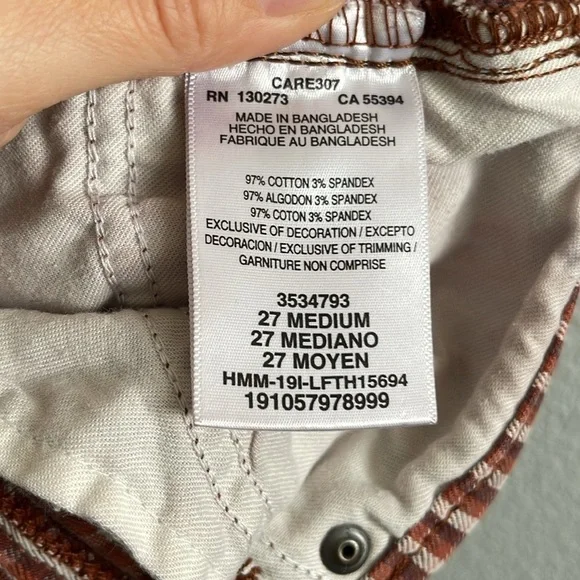 CARE307
RN 130273 CA 55394
MADE IN BANGLADESH
HECHO EN BANGLADESH
FABRIQUE AU BANGLADESH
97% COTTON 3% SPANDEX
97% ALGODON 3% SPANDEX
97% COTON 3% SPANDEX
EXCLUSIVE OF DECORATION / EXCEPTO
DECORACION / EXCLUSIVE OF TRIMMING /
GARNITURE NON COMPRISE
3534793
27 MEDIUM
27 MEDIANO
27 MOYEN
HMM-19I-LFTH15694
191057978999